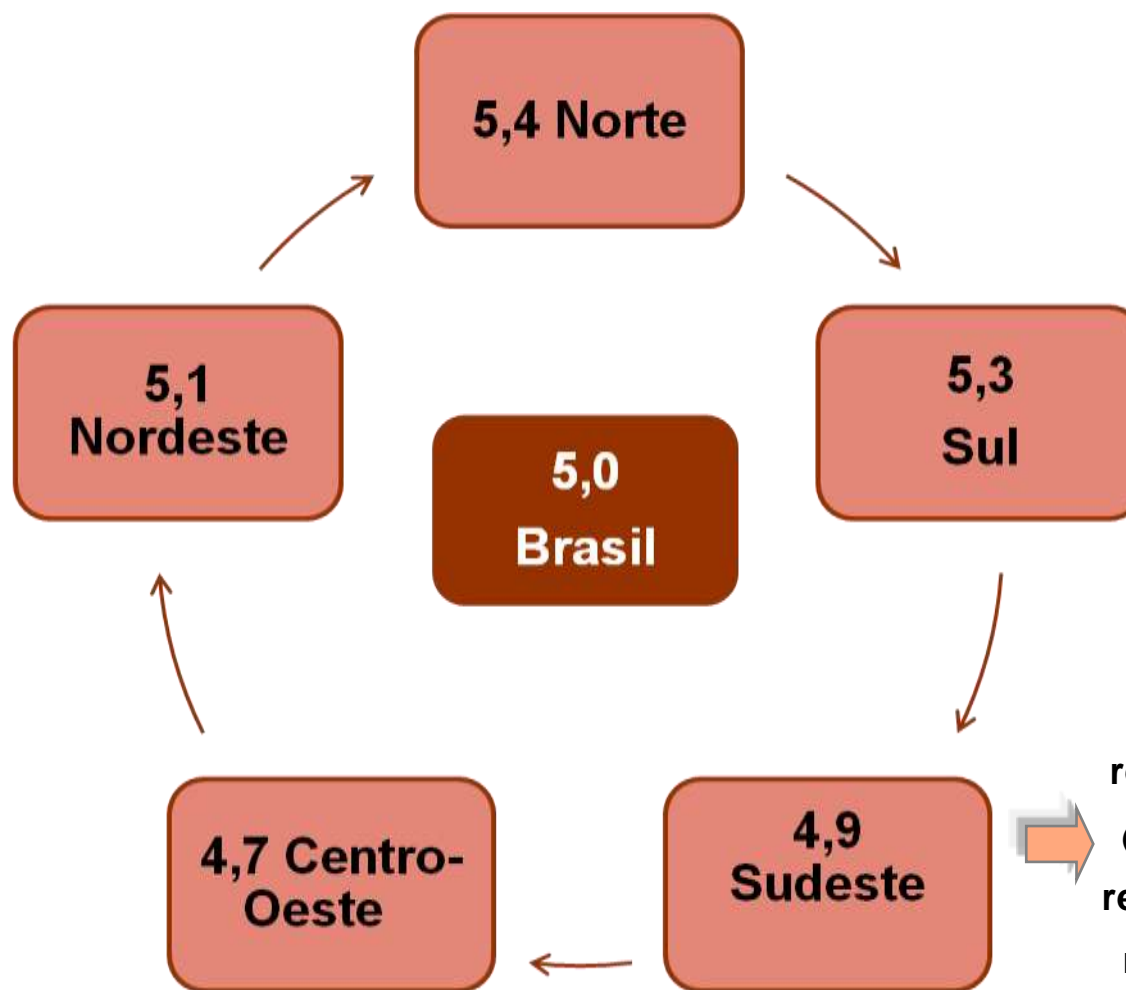 5,4 Norte
5,3
Sul
4,9
Sudeste
4,7 Centro-
Oeste
5,1
Nordeste
5,0
Brasil